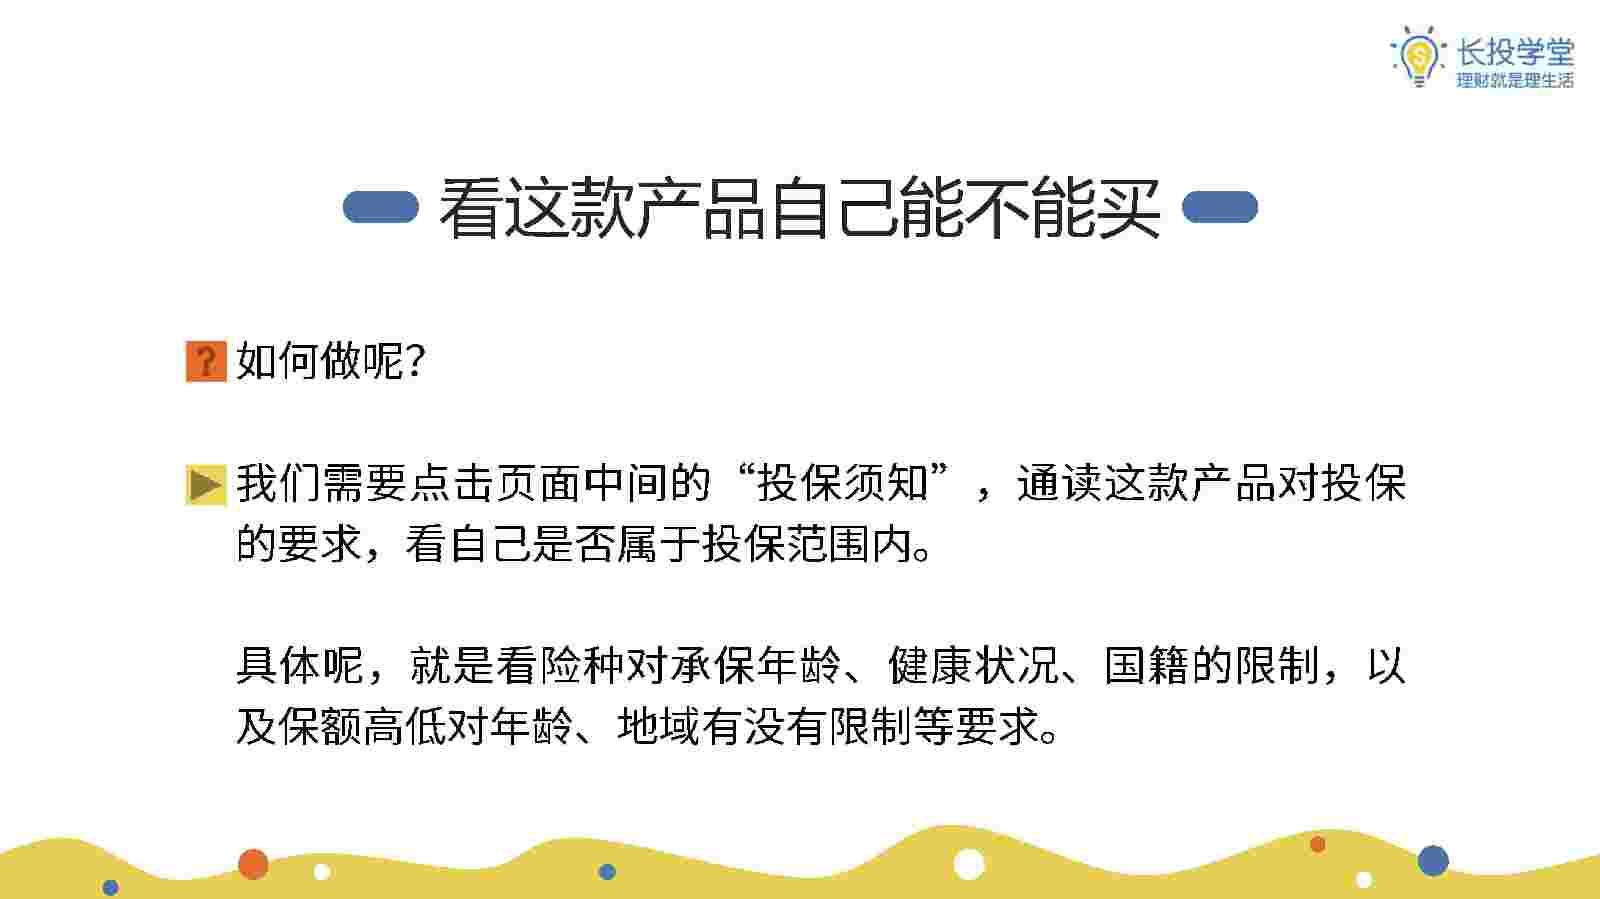 长投学堂
理财就是理生活
看这款产品自己能不能买
?如何做呢？
我们需要点击页面中间的“投保须知”，通读这款产品对投保
的要求，看自己是否属于投保范围内。
具体呢，就是看险种对承保年龄、健康状况、国籍的限制，以
及保额高低对年龄、地域有没有限制等要求。